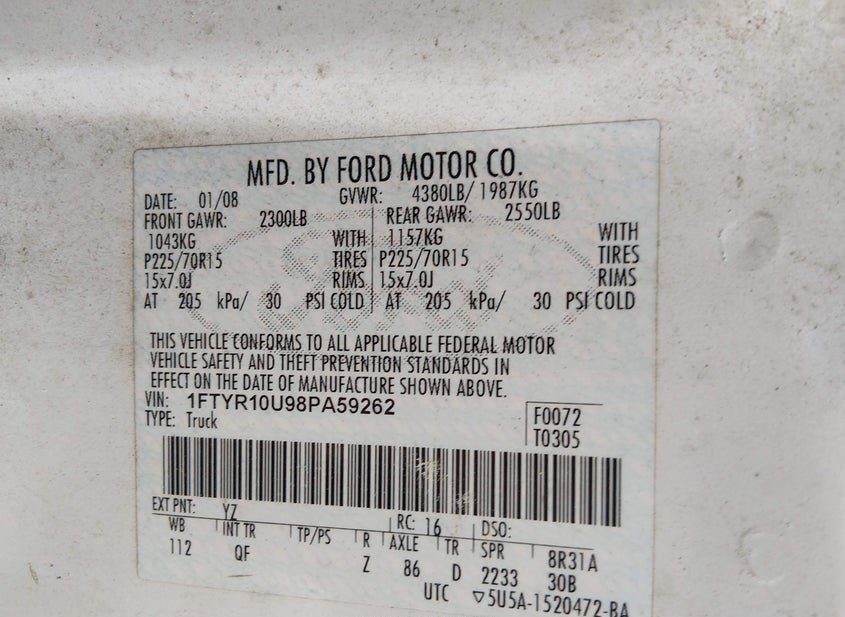 MFD. BY FORD MOTOR CO.
DATE: 01/08 GVWR: 4380LB/ 1987KG
FRONT GAWR: 2300LB REAR GAWR: 2550LB
1043KG WITH 1157KG WITH
P225/70R15 TIRES P225/70R15 TIRES
15x7.0J RIMS 15x7.0J RIMS
AT 205 kPa/ 30 PSI COLD AT 205 kPa/ 30 PSI COLD
THIS VEHICLE CONFORMS TO ALL APPLICABLE FEDERAL MOTOR
VEHICLE SAFETY AND THEFT PREVENTION STANDARDS IN
EFFECT ON THE DATE OF MANUFACTURE SHOWN ABOVE.
VIN: 1FTYR10U98PA59262 F0072
TYPE: Truck T0305
EXT PNT: YZ RC: 16 DSO:
WB INT TR TP/PS R AXLE TR SPR 8R31A
112 QF Z 86 D 2233 30B
UTC ▽5U5A-1520472-BA